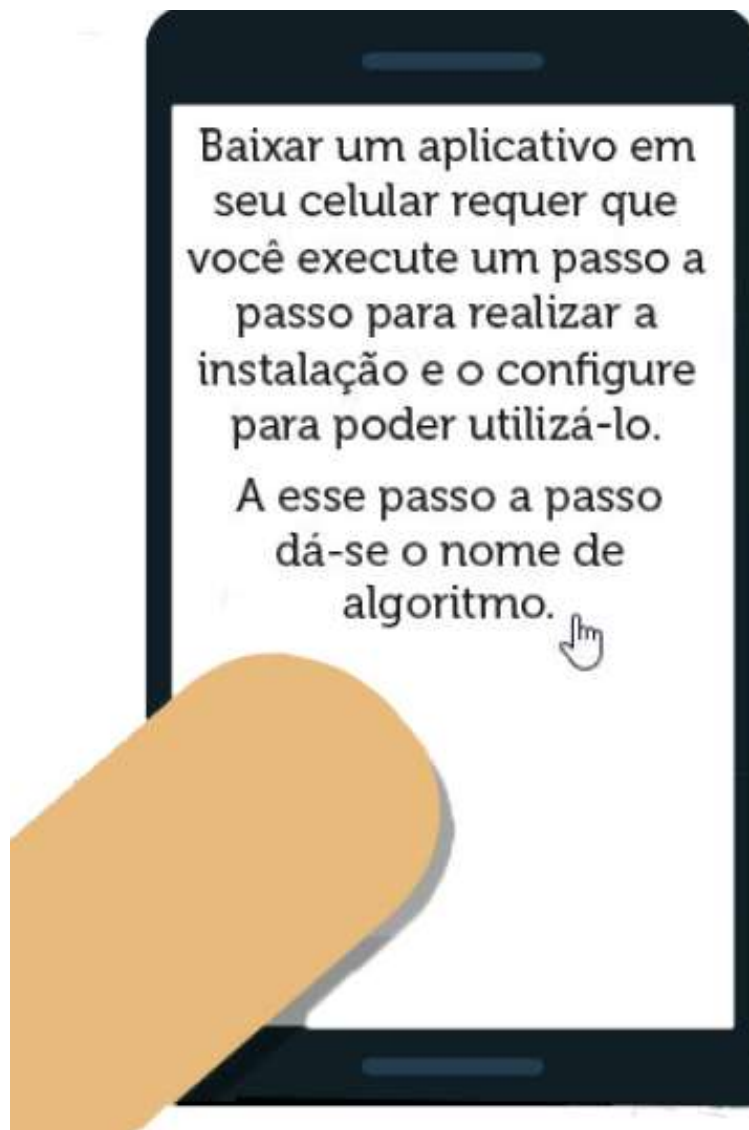 Baixar um aplicativo em
seu celular requer que
você execute um passo a
passo para realizar a
instalação e o configure
para poder utilizá-lo.
A esse passo a passo
dá-se o nome de
algoritmo.